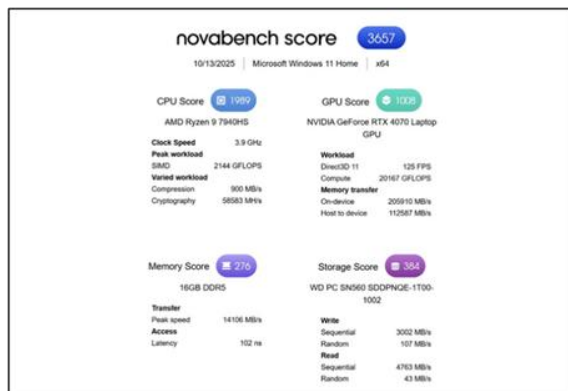 novabench score 3657
10/13/2025 Microsoft Windows 11 Home x64
CPU Score 1989
AMD Ryzen 9 7940HS
Clock Speed 3.9 GHz
Peak workload
SIMD 2144 GFLOPS
Varied workload
Compression 900 MB/s
Cryptography 58583 MH/s
GPU Score 1008
NVIDIA GeForce RTX 4070 Laptop
GPU
Workload
Direct3D 11 125 FPS
Compute 20167 GFLOPS
Memory transfer
On-device 205910 MB/s
Host to device 112587 MB/s
Memory Score 276
16GB DDR5
Transfer
Peak speed 14106 MB/s
Access
Latency 102 ns
Storage Score 384
WD PC SN560 SDDPNQE-1T00-
1002
Write
Sequential 3002 MB/s
Random 107 MB/s
Read
Sequential 4763 MB/s
Random 43 MB/s